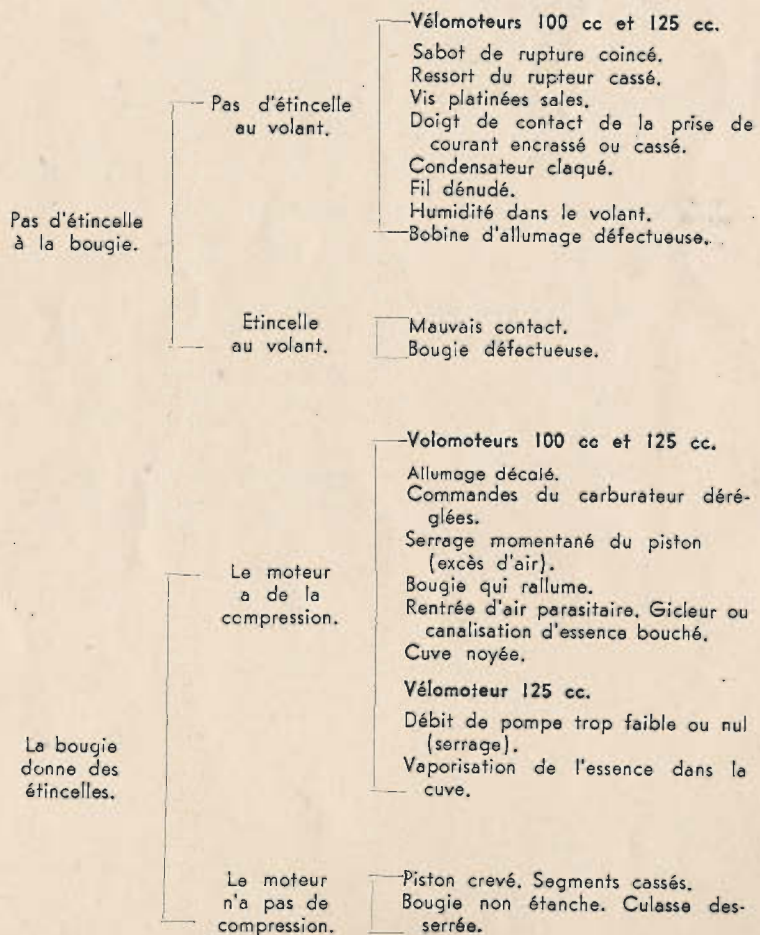 Pas d'étincelle
à la bougie.
Pas d'étincelle
au volant.
Vélomoteurs 100 cc et 125 cc.
Sabot de rupture coincé.
Ressort du rupteur cassé.
Vis platinées sales.
Doigt de contact de la prise de
courant encrassé ou cassé.
Condensateur claqué.
Fil dénudé.
Humidité dans le volant.
Bobine d'allumage défectueuse.
Etincelle
au volant.
Mauvais contact.
Bougie défectueuse.
La bougie
donne des
étincelles.
Le moteur
a de la
compression.
Volomoteurs 100 cc et 125 cc.
Allumage décalé.
Commandes du carburateur déré-
glées.
Serrage momentané du piston
(excès d'air).
Bougie qui rallume.
Rentrée d'air parasitaire. Gicleur ou
canalisation d'essence bouché.
Cuve noyée.
Vélomoteur 125 cc.
Débit de pompe trop faible ou nul
(serrage).
Vaporisation de l'essence dans la
cuve.
Le moteur
n'a pas de
compression.
Piston crevé. Segments cassés.
Bougie non étanche. Culasse des-
serrée.